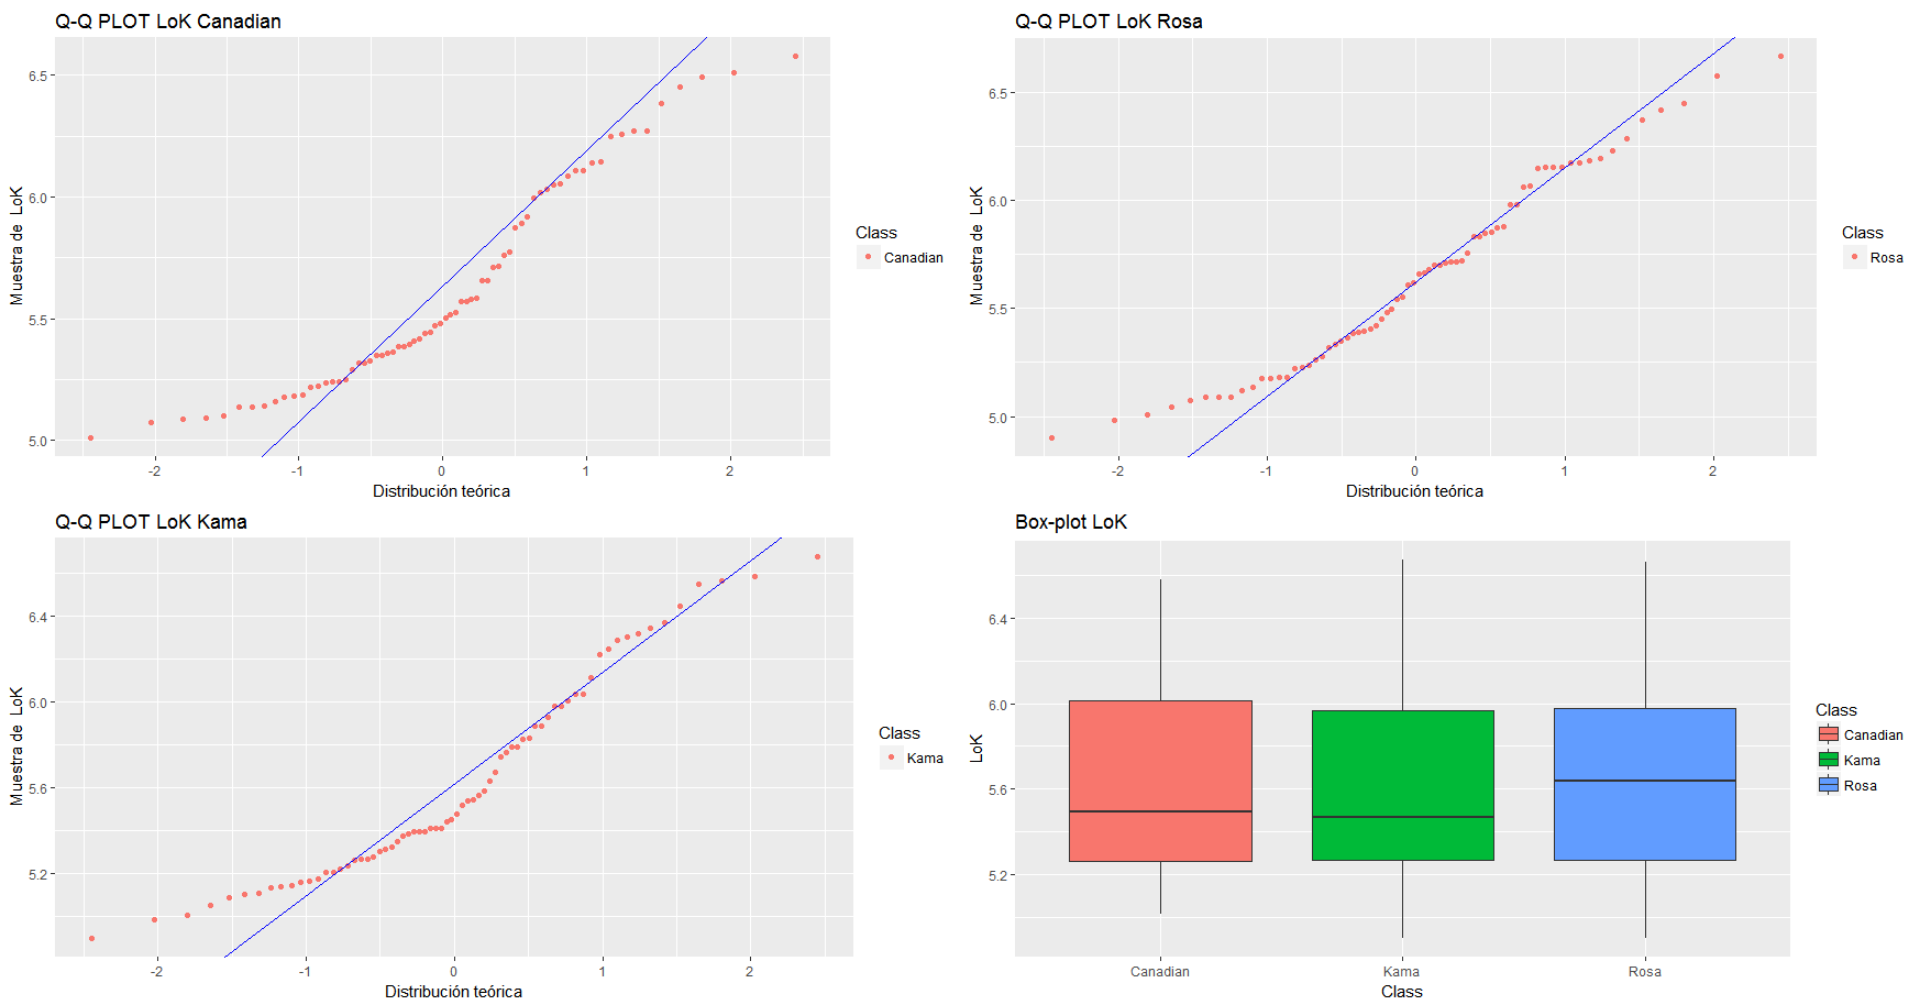 Q-Q PLOT LoK Canadian
Muestra de LoK
6.5
6.0
5.5
5.0
-2
-1
0
1
2
Distribución teórica
Class
Canadian
Q-Q PLOT LoK Rosa
Muestra de LoK
6.5
6.0
5.5
5.0
-2
-1
0
1
2
Distribución teórica
Class
Rosa
Q-Q PLOT LoK Kama
Muestra de LoK
6.4
6.0
5.6
5.2
-2
-1
0
1
2
Distribución teórica
Class
Kama
Box-plot LoK
LoK
6.4
6.0
5.6
5.2
Canadian
Kama
Rosa
Class
Class
Canadian
Kama
Rosa